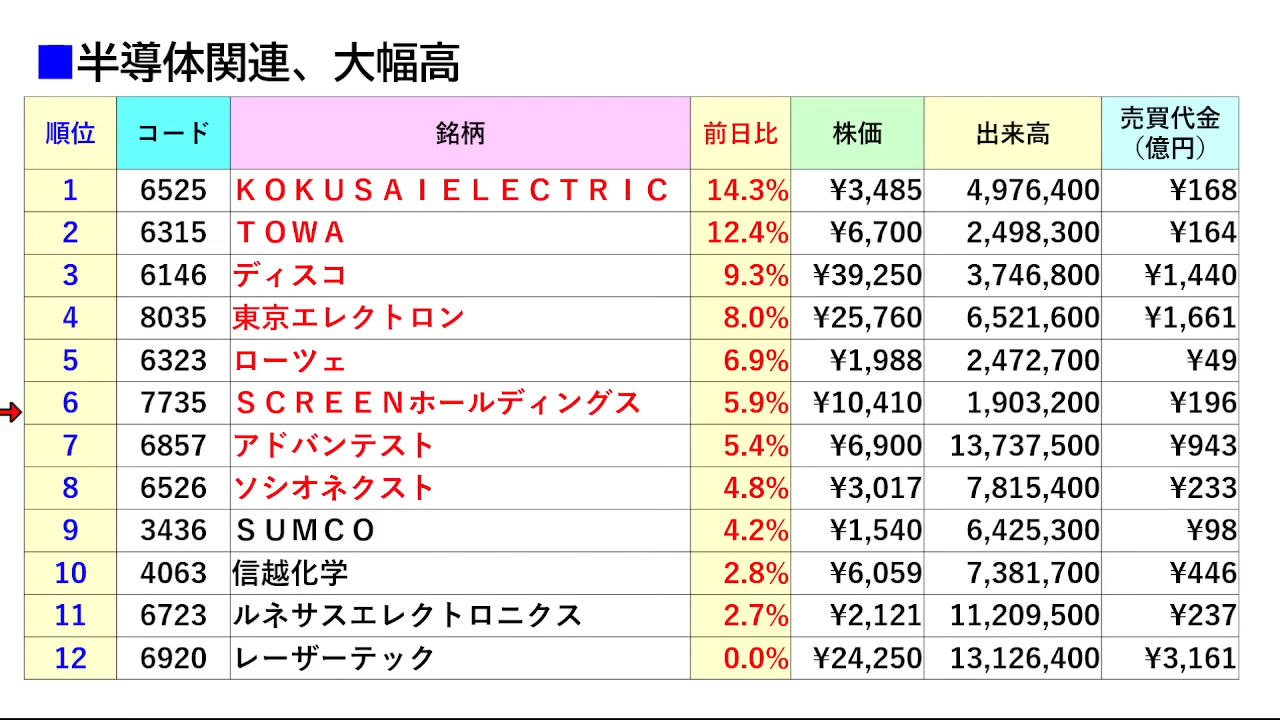 ■半導体関連、大幅高
順位 コード 銘柄 前日比 株価 出来高 売買代金（億円）
1 6525 ＫＯＫＵＳＡＩＥＬＥＣＴＲＩＣ 14.3% ¥3,485 4,976,400 ¥168
2 6315 ＴＯＷＡ 12.4% ¥6,700 2,498,300 ¥164
3 6146 ディスコ 9.3% ¥39,250 3,746,800 ¥1,440
4 8035 東京エレクトロン 8.0% ¥25,760 6,521,600 ¥1,661
5 6323 ローツェ 6.9% ¥1,988 2,472,700 ¥49
6 7735 ＳＣＲＥＥＮホールディングス 5.9% ¥10,410 1,903,200 ¥196
7 6857 アドバンテスト 5.4% ¥6,900 13,737,500 ¥943
8 6526 ソシオネクスト 4.8% ¥3,017 7,815,400 ¥233
9 3436 ＳＵＭＣＯ 4.2% ¥1,540 6,425,300 ¥98
10 4063 信越化学 2.8% ¥6,059 7,381,700 ¥446
11 6723 ルネサスエレクトロニクス 2.7% ¥2,121 11,209,500 ¥237
12 6920 レーザーテック 0.0% ¥24,250 13,126,400 ¥3,161